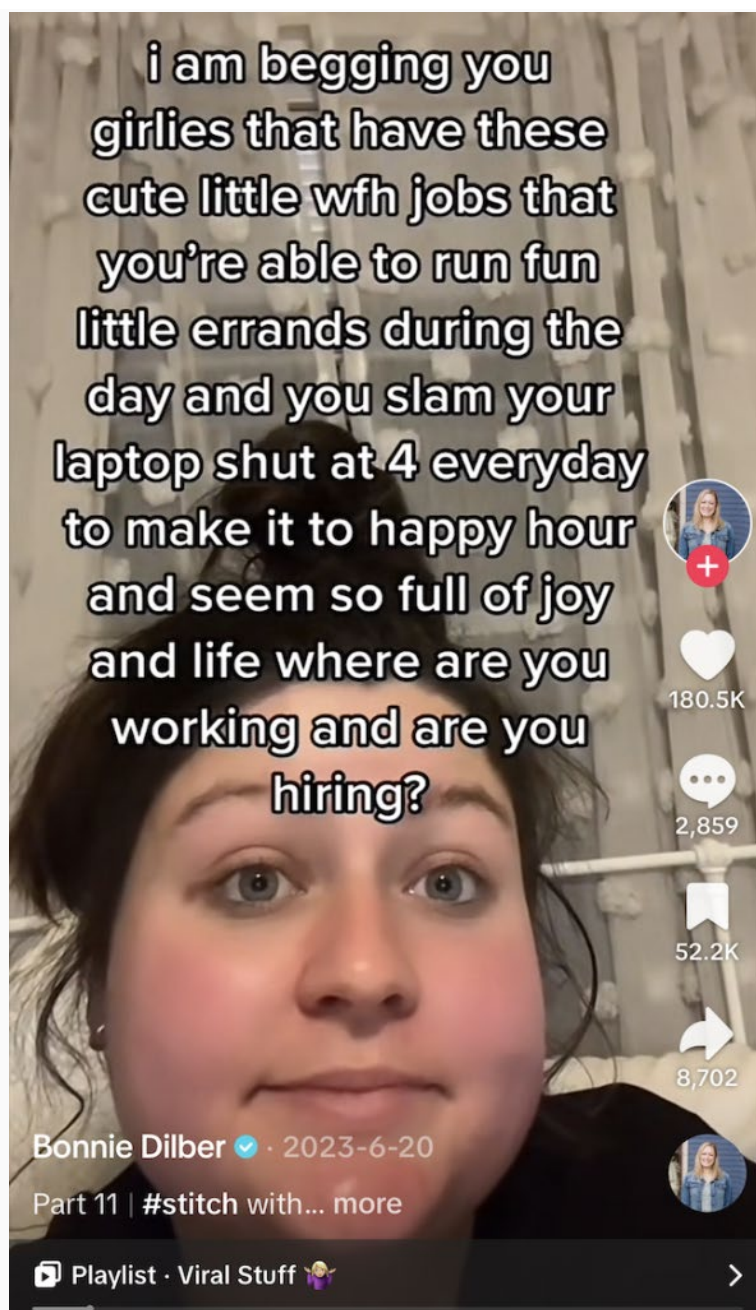 i am begging you
girlies that have these
cute little wfh jobs that
you're able to run fun
little errands during the
day and you slam your
laptop shut at 4 everyday
to make it to happy hour
and seem so full of joy
and life where are you
working and are you
hiring?
180.5K
2,859
52.2K
8,702
Bonnie Dilber · 2023-6-20
Part 11 | #stitch with... more
Playlist · Viral Stuff 🤷🏼‍♀️